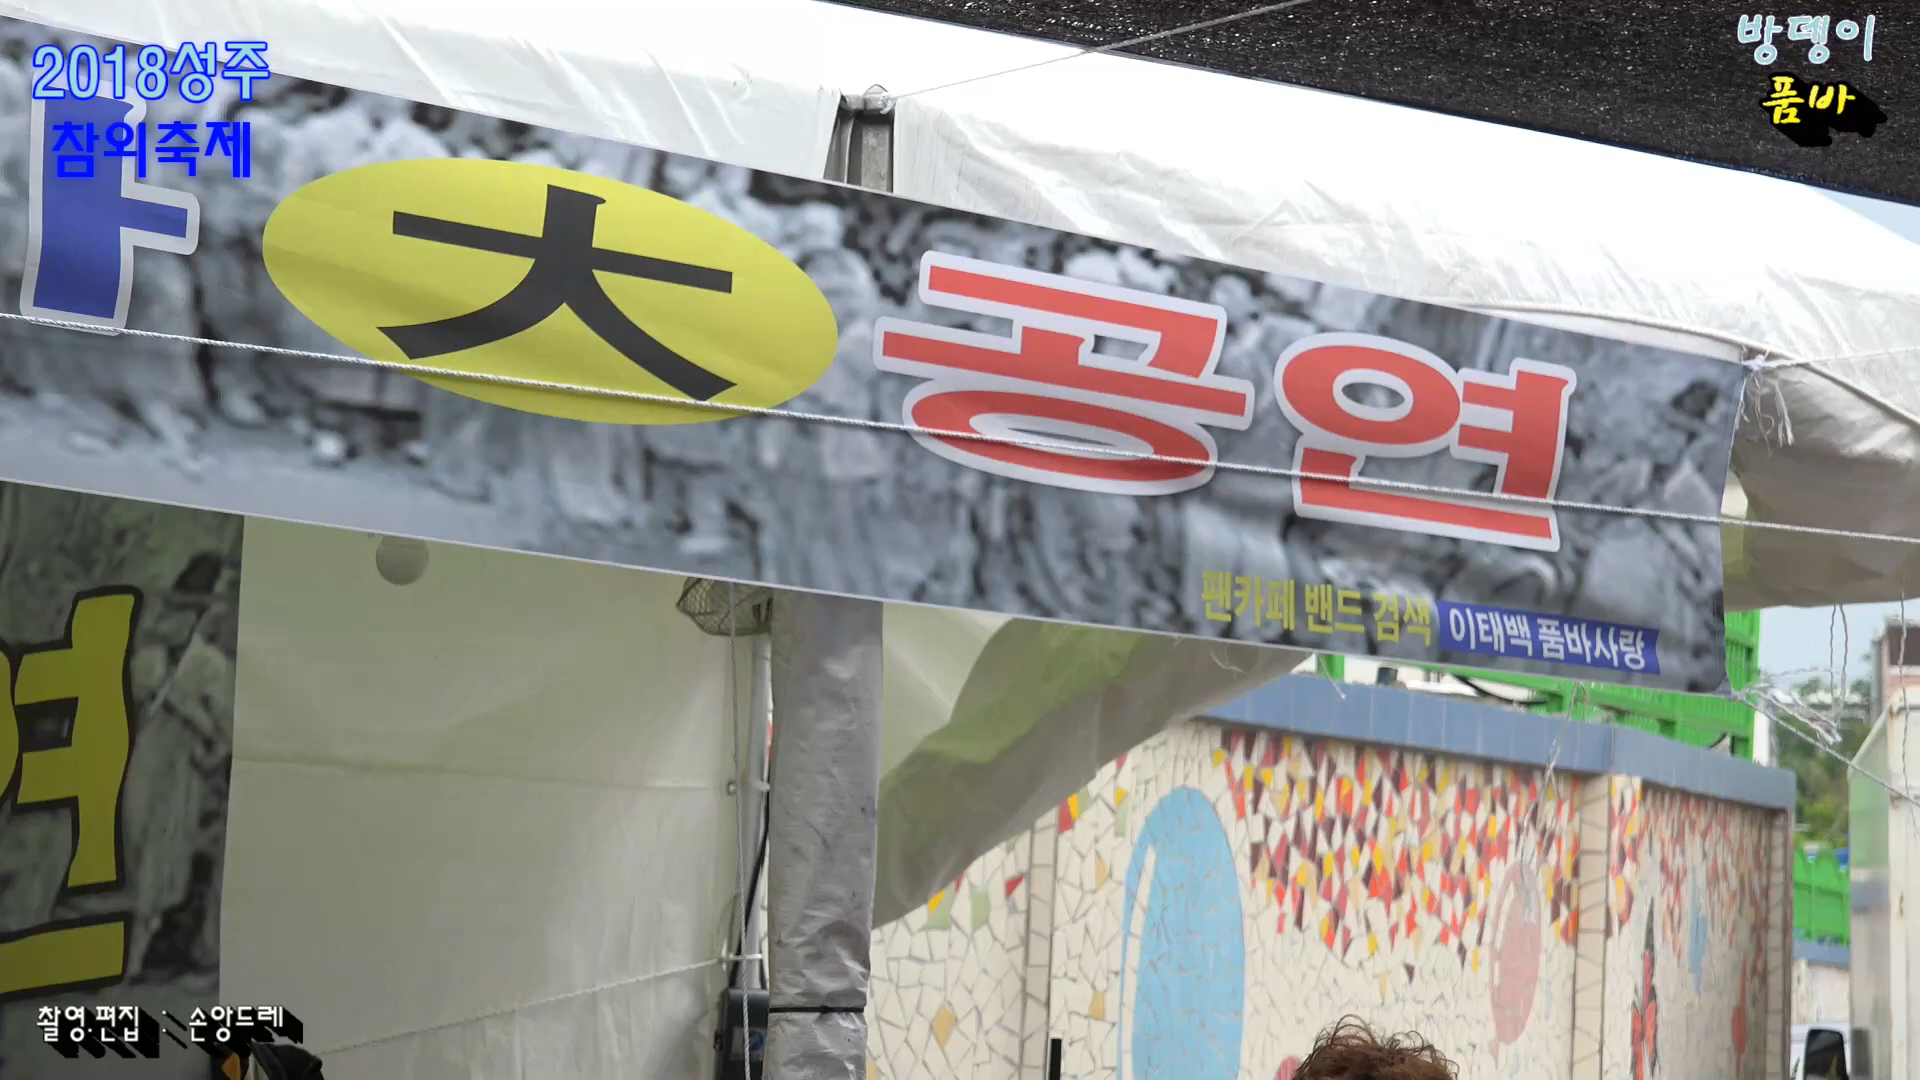 2018성주
참외축제
방뎅이
품바
大 공연
팬카페 밴드 검색 이태백 품바사랑
촬영.편집 : 손앙드레